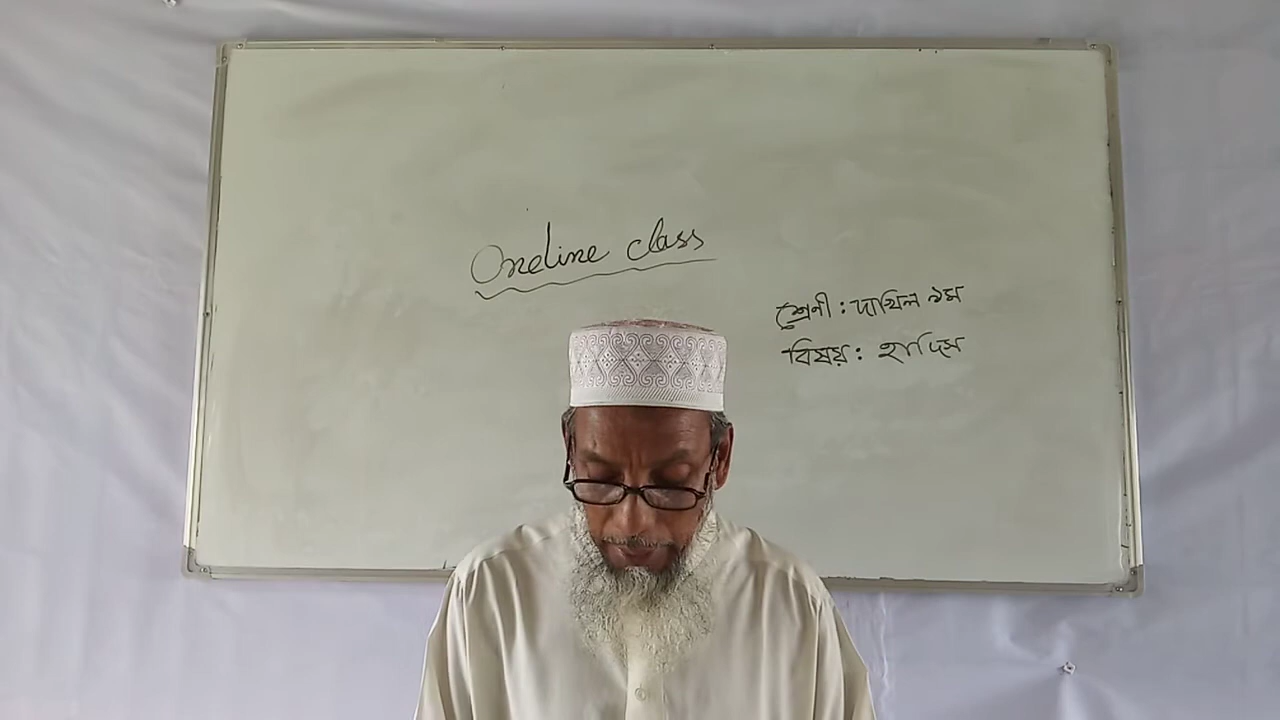 Oneline class
শ্রেণী : দাখিল ৯ম
বিষয় : হাদিস